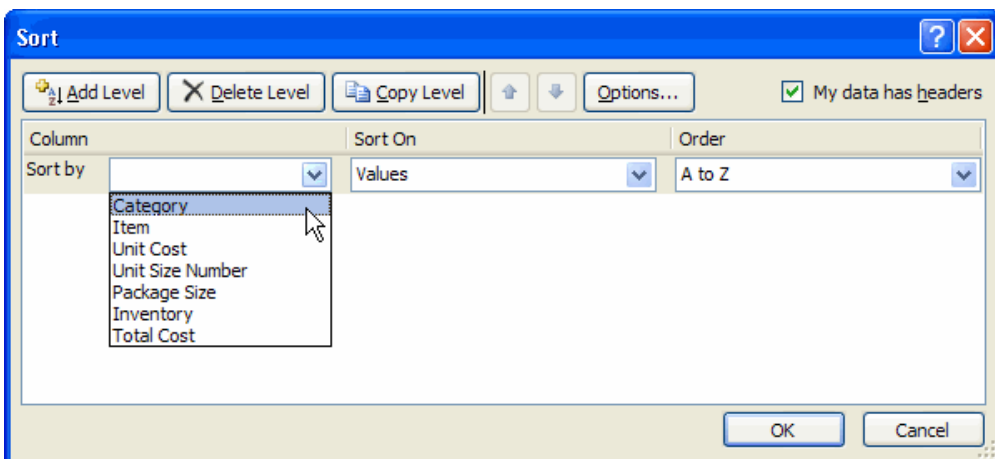 Sort
Add Level Delete Level Copy Level Options... My data has headers
Column Sort On Order
Sort by Values A to Z
Category
Item
Unit Cost
Unit Size Number
Package Size
Inventory
Total Cost
OK Cancel